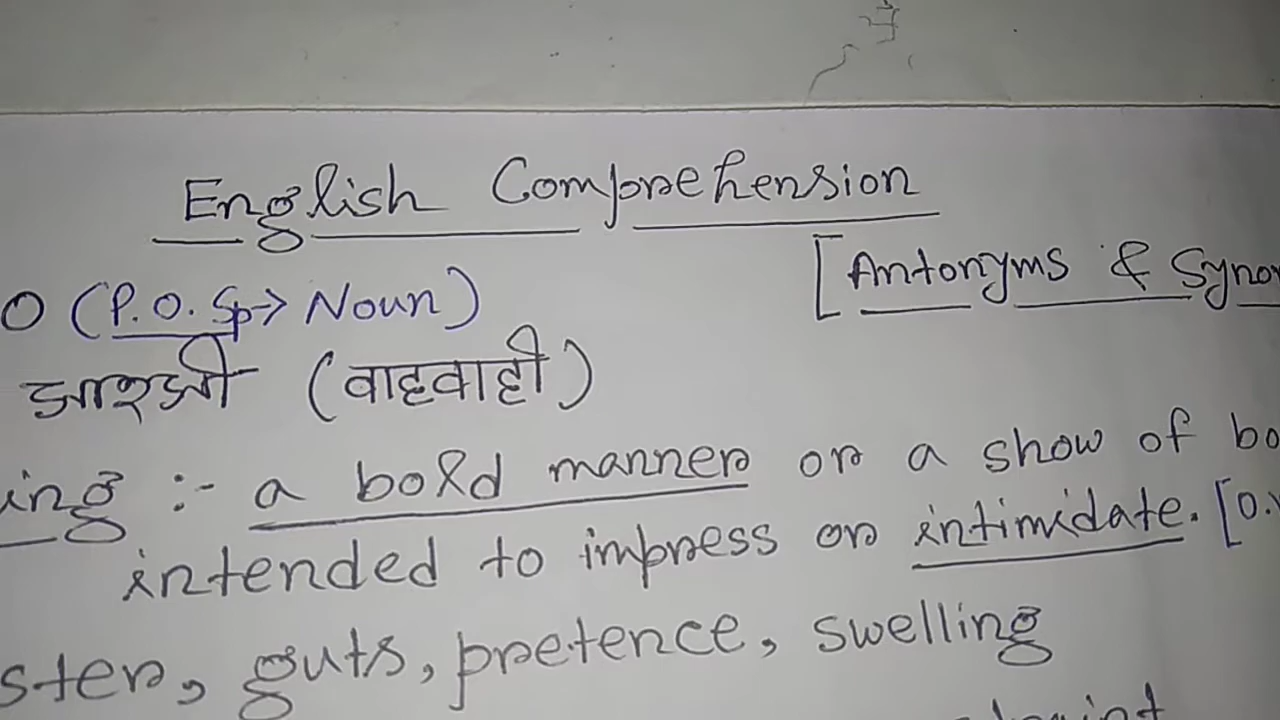 में
English Comprehension
[Antonyms & Syno
O (P.O.Sp→ Noun)
(वाहवाही)
ing :- a bold manner or a show of bo
intended to impress or intimidate. [O.
ster, guts, pretence, swelling